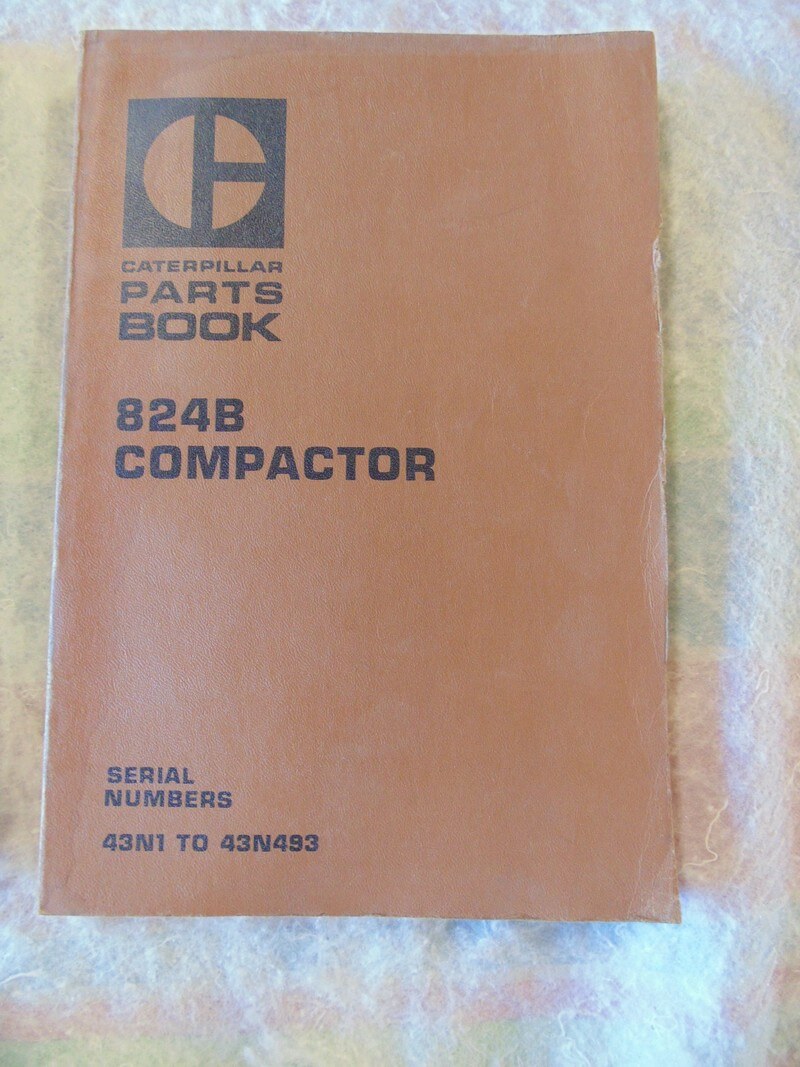 CATERPILLAR
PARTS
BOOK
824B
COMPACTOR
SERIAL
NUMBERS
43N1 TO 43N493